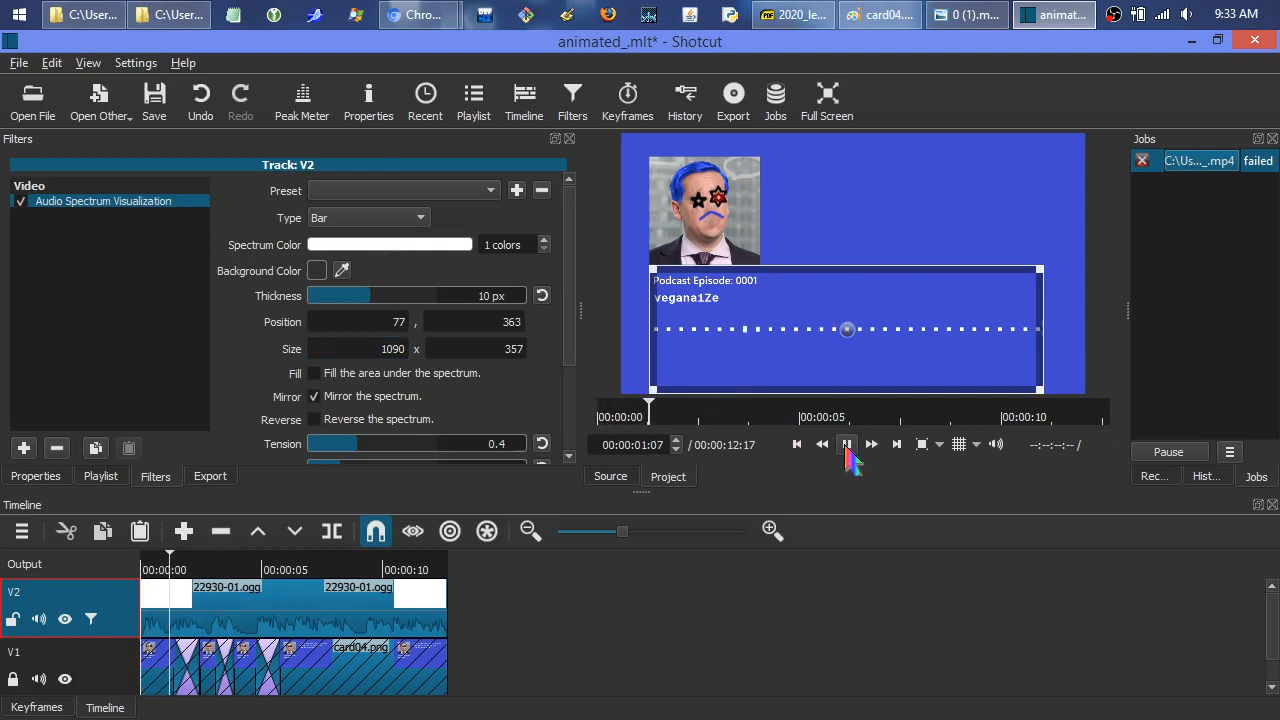 C:\User...
C:\User...
Chro...
2020_le...
card04....
0 (1).m...
animat...
9:33 AM
animated_.mlt* - Shotcut
File Edit View Settings Help
Open File Open Other... Save Undo Redo Peak Meter Properties Recent Playlist Timeline Filters Keyframes History Export Jobs Full Screen
Filters
Jobs
Track: V2
C:\Us..._.mp4 failed
Video
Audio Spectrum Visualization
Preset
Type Bar
Spectrum Color 1 colors
Background Color
Thickness 10 px
Position 77 , 363
Size 1090 x 357
Fill Fill the area under the spectrum.
Mirror Mirror the spectrum.
Reverse Reverse the spectrum.
Tension 0.4
Podcast Episode: 0001
vegana1Ze
00:00:00 00:00:05 00:00:10
00:00:01:07 / 00:00:12:17 --:--:--:-- /
Pause
Properties Playlist Filters Export
Source Project
Rec... Hist... Jobs
Timeline
Output
00:00:00 00:00:05 00:00:10
V2
22930-01.ogg 22930-01.ogg
V1
card04.png
Keyframes Timeline